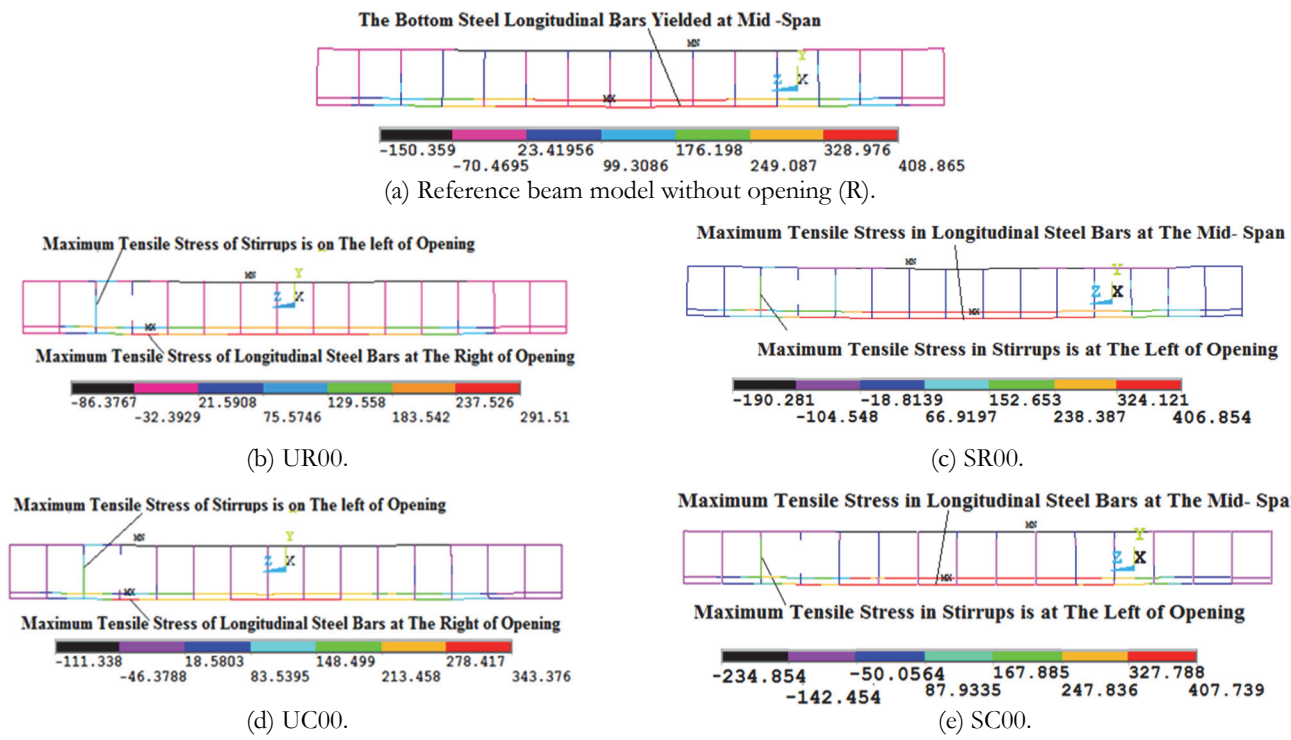 The Bottom Steel Longitudinal Bars Yielded at Mid -Span
MN
Y
Z X
MX
-150.359 23.41956 176.198 328.976
-70.4695 99.3086 249.087 408.865
(a) Reference beam model without opening (R).
Maximum Tensile Stress of Stirrups is on The left of Opening
MN
Y
Z X
MX
Maximum Tensile Stress of Longitudinal Steel Bars at The Right of Opening
-86.3767 21.5908 129.558 237.526
-32.3929 75.5746 183.542 291.51
(b) UR00.
Maximum Tensile Stress in Longitudinal Steel Bars at The Mid- Span
MN
Y
Z X
MX
Maximum Tensile Stress in Stirrups is at The Left of Opening
-190.281 -18.8139 152.653 324.121
-104.548 66.9197 238.387 406.854
(c) SR00.
Maximum Tensile Stress of Stirrups is on The left of Opening
MN
Y
Z X
MX
Maximum Tensile Stress of Longitudinal Steel Bars at The Right of Opening
-111.338 18.5803 148.499 278.417
-46.3788 83.5395 213.458 343.376
(d) UC00.
Maximum Tensile Stress in Longitudinal Steel Bars at The Mid- Spa
MN
Y
Z X
MX
Maximum Tensile Stress in Stirrups is at The Left of Opening
-234.854 -50.0564 167.885 327.788
-142.454 87.9335 247.836 407.739
(e) SC00.